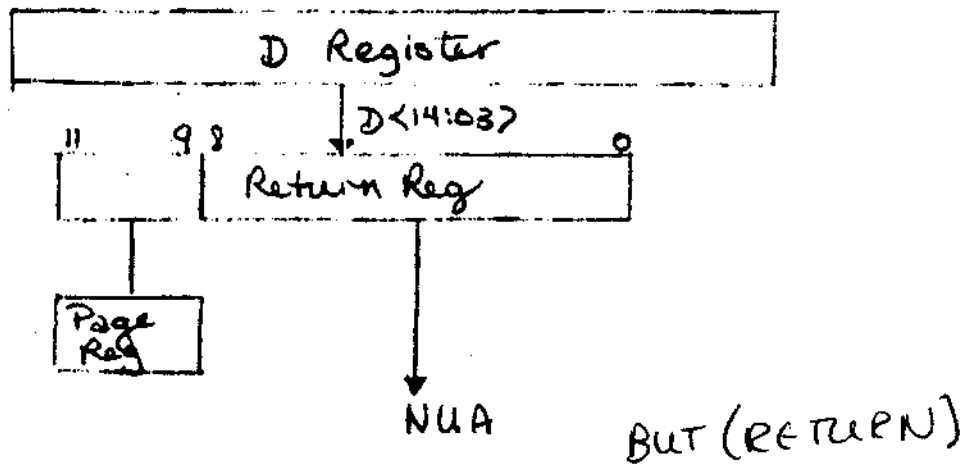 D Register
D<14:03>
11 9 8 0
Return Reg
Page
Reg
NUA
BUT (RETURN)